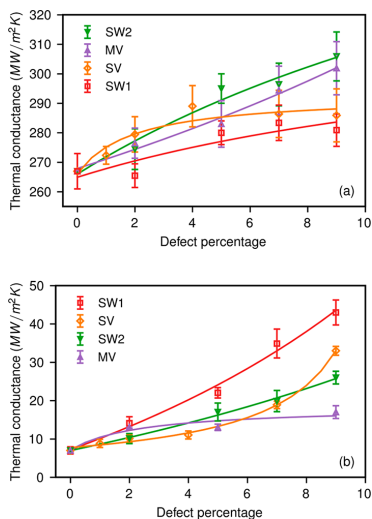 Thermal conductance (MW/m²K)
320
310
300
290
280
270
260
SW2
MV
SV
SW1
(a)
0 2 4 6 8 10
Defect percentage
Thermal conductance (MW/m²K)
50
40
30
20
10
0
SW1
SV
SW2
MV
(b)
0 2 4 6 8 10
Defect percentage